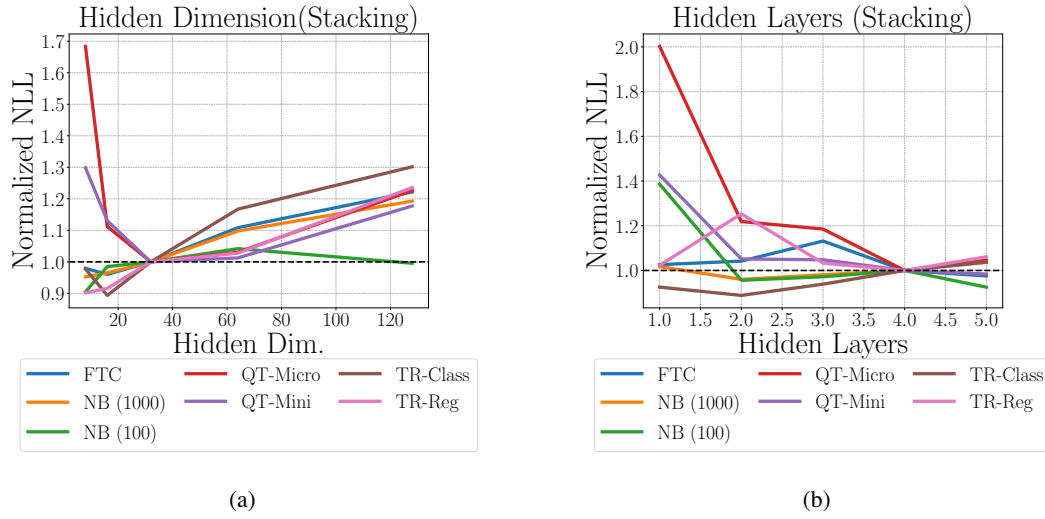 Hidden Dimension(Stacking)
Normalized NLL
1.7
1.6
1.5
1.4
1.3
1.2
1.1
1.0
0.9
20 40 60 80 100 120
Hidden Dim.
FTC QT-Micro TR-Class
NB (1000) QT-Mini TR-Reg
NB (100)
(a)
Hidden Layers (Stacking)
Normalized NLL
2.0
1.8
1.6
1.4
1.2
1.0
1.0 1.5 2.0 2.5 3.0 3.5 4.0 4.5 5.0
Hidden Layers
FTC QT-Micro TR-Class
NB (1000) QT-Mini TR-Reg
NB (100)
(b)